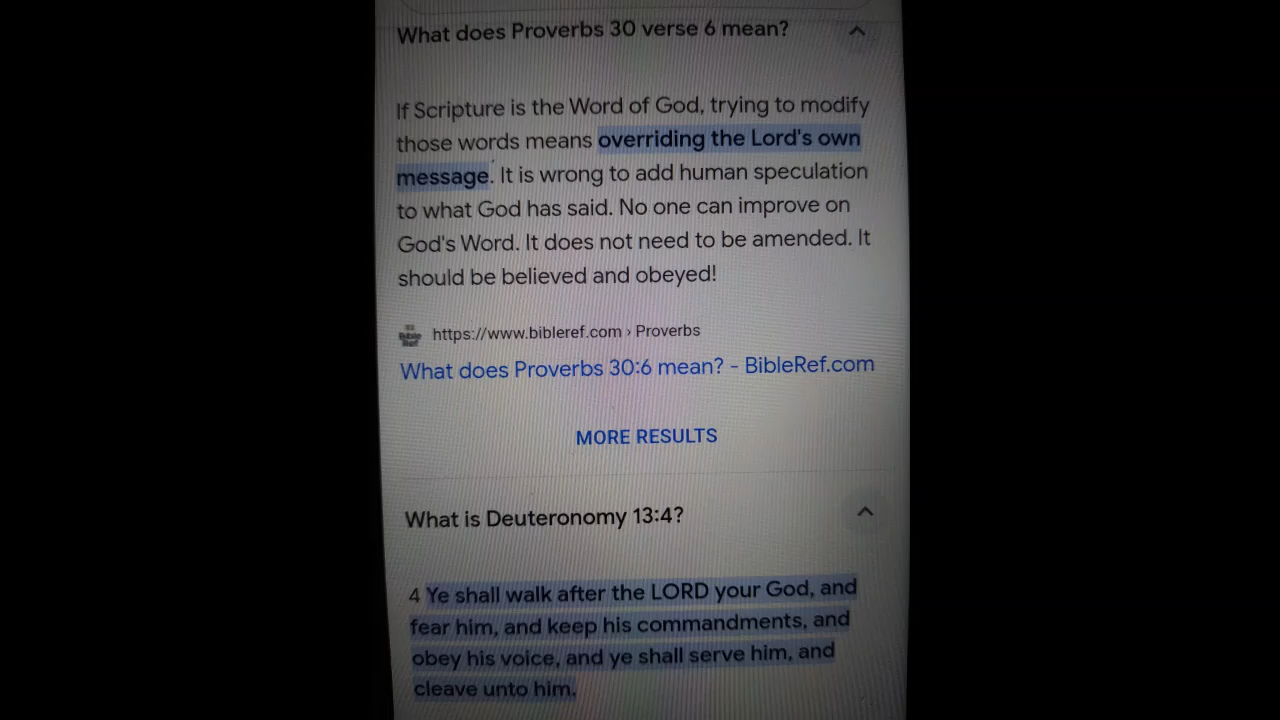 What does Proverbs 30 verse 6 mean?
If Scripture is the Word of God, trying to modify
those words means overriding the Lord's own
message. It is wrong to add human speculation
to what God has said. No one can improve on
God's Word. It does not need to be amended. It
should be believed and obeyed!
Bible
Ref
https://www.bibleref.com › Proverbs
What does Proverbs 30:6 mean? - BibleRef.com
MORE RESULTS
What is Deuteronomy 13:4?
4 Ye shall walk after the LORD your God, and
fear him, and keep his commandments, and
obey his voice, and ye shall serve him, and
cleave unto him.